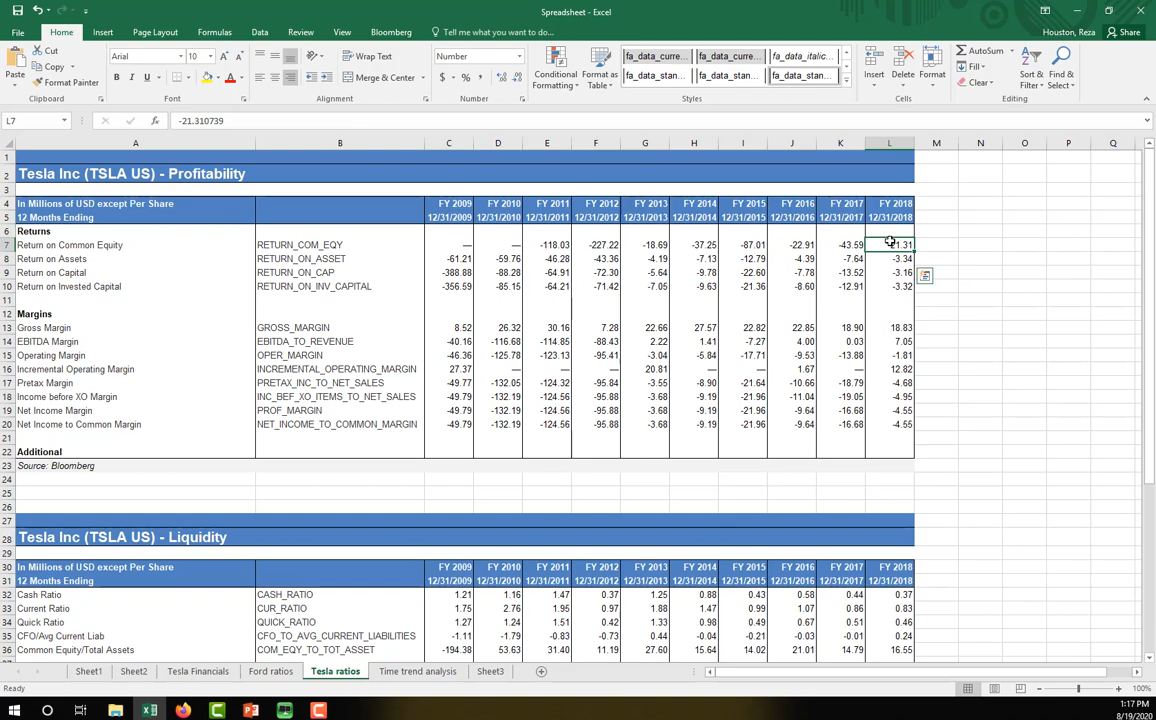 Spreadsheet - Excel
File Home Insert Page Layout Formulas Data Review View Bloomberg Tell me what you want to do... Houston, Reza Share
Cut
Copy
Format Painter
Paste
Clipboard
Arial 10
B I U
Font
Wrap Text
Merge & Center
Alignment
Number
$ % ,
Number
Conditional Formatting
Format as Table
fa_data_curre... fa_data_curre... fa_data_italic...
fa_data_stan... fa_data_stan... fa_data_stan...
Styles
Insert Delete Format
Cells
AutoSum
Fill
Clear
Sort & Filter
Find & Select
Editing
L7 fx -21.310739
A B C D E F G H I J K L M N O P Q
1
2 Tesla Inc (TSLA US) - Profitability
3
4 In Millions of USD except Per Share FY 2009 FY 2010 FY 2011 FY 2012 FY 2013 FY 2014 FY 2015 FY 2016 FY 2017 FY 2018
5 12 Months Ending 12/31/2009 12/31/2010 12/31/2011 12/31/2012 12/31/2013 12/31/2014 12/31/2015 12/31/2016 12/31/2017 12/31/2018
6 Returns
7 Return on Common Equity RETURN_COM_EQY — — -118.03 -227.22 -18.69 -37.25 -87.01 -22.91 -43.59 -21.31
8 Return on Assets RETURN_ON_ASSET -61.21 -59.76 -46.28 -43.36 -4.19 -7.13 -12.79 -4.39 -7.64 -3.34
9 Return on Capital RETURN_ON_CAP -388.88 -88.28 -64.91 -72.30 -5.64 -9.78 -22.60 -7.78 -13.52 -3.16
10 Return on Invested Capital RETURN_ON_INV_CAPITAL -356.59 -85.15 -64.21 -71.42 -7.05 -9.63 -21.36 -8.60 -12.91 -3.32
11
12 Margins
13 Gross Margin GROSS_MARGIN 8.52 26.32 30.16 7.28 22.66 27.57 22.82 22.85 18.90 18.83
14 EBITDA Margin EBITDA_TO_REVENUE -40.16 -116.68 -114.85 -88.43 2.22 1.41 -7.27 4.00 0.03 7.05
15 Operating Margin OPER_MARGIN -46.36 -125.78 -123.13 -95.41 -3.04 -5.84 -17.71 -9.53 -13.88 -1.81
16 Incremental Operating Margin INCREMENTAL_OPERATING_MARGIN 27.37 — — — 20.81 — — 1.67 — 12.82
17 Pretax Margin PRETAX_INC_TO_NET_SALES -49.77 -132.05 -124.32 -95.84 -3.55 -8.90 -21.64 -10.66 -18.79 -4.68
18 Income before XO Margin INC_BEF_XO_ITEMS_TO_NET_SALES -49.79 -132.19 -124.56 -95.88 -3.68 -9.19 -21.96 -11.04 -19.05 -4.95
19 Net Income Margin PROF_MARGIN -49.79 -132.19 -124.56 -95.88 -3.68 -9.19 -21.96 -9.64 -16.68 -4.55
20 Net Income to Common Margin NET_INCOME_TO_COMMON_MARGIN -49.79 -132.19 -124.56 -95.88 -3.68 -9.19 -21.96 -9.64 -16.68 -4.55
21
22 Additional
23 Source: Bloomberg
24
25
26
27
28 Tesla Inc (TSLA US) - Liquidity
29
30 In Millions of USD except Per Share FY 2009 FY 2010 FY 2011 FY 2012 FY 2013 FY 2014 FY 2015 FY 2016 FY 2017 FY 2018
31 12 Months Ending 12/31/2009 12/31/2010 12/31/2011 12/31/2012 12/31/2013 12/31/2014 12/31/2015 12/31/2016 12/31/2017 12/31/2018
32 Cash Ratio CASH_RATIO 1.21 1.16 1.47 0.37 1.25 0.88 0.43 0.58 0.44 0.37
33 Current Ratio CUR_RATIO 1.75 2.76 1.95 0.97 1.88 1.47 0.99 1.07 0.86 0.83
34 Quick Ratio QUICK_RATIO 1.27 1.24 1.51 0.42 1.33 0.98 0.49 0.67 0.51 0.46
35 CFO/Avg Current Liab CFO_TO_AVG_CURRENT_LIABILITIES -1.11 -1.79 -0.83 -0.73 0.44 -0.04 -0.21 -0.03 -0.01 0.24
36 Common Equity/Total Assets COM_EQY_TO_TOT_ASSET -194.38 53.63 31.40 11.19 27.60 15.64 14.02 21.01 14.79 16.55
Sheet1 Sheet2 Tesla Financials Ford ratios Tesla ratios Time trend analysis Sheet3
Ready 100%
1:17 PM
8/19/2020